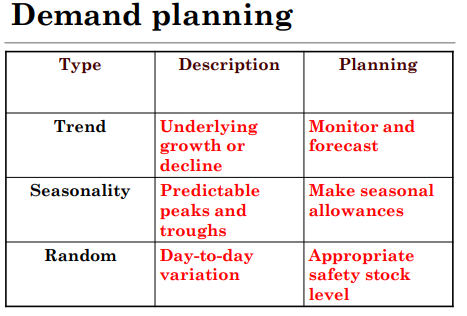 Demand planning
Type Description Planning
Trend Underlying Monitor and
growth or forecast
decline
Seasonality Predictable Make seasonal
peaks and allowances
troughs
Random Day-to-day Appropriate
variation safety stock
level